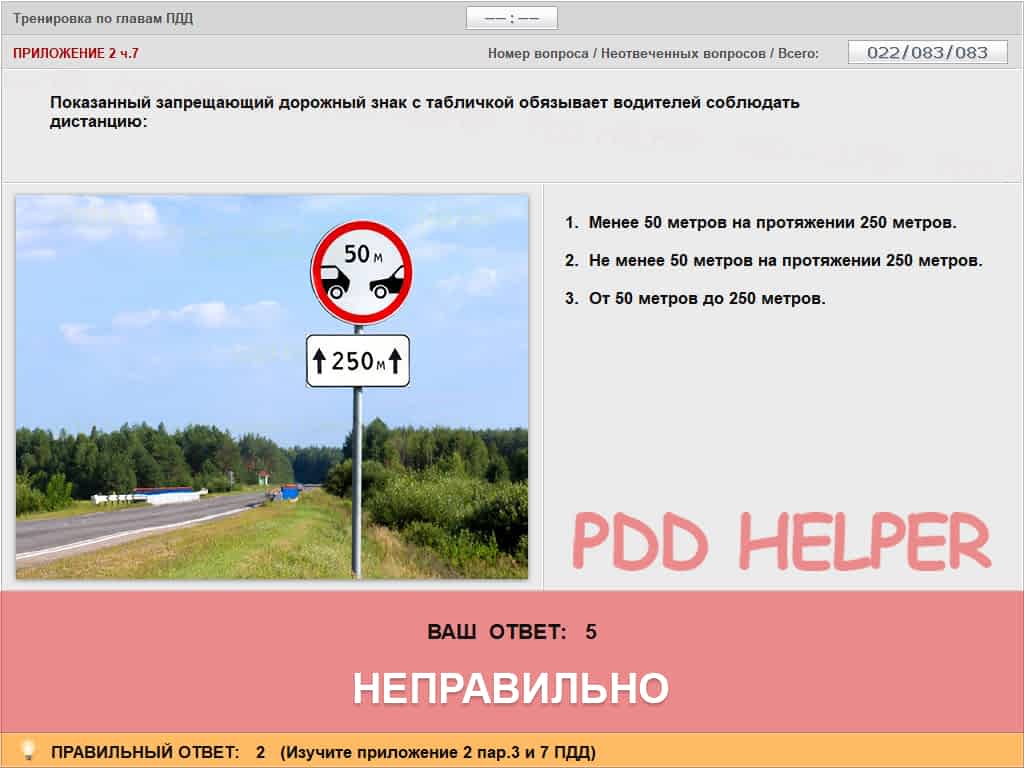 Тренировка по главам ПДД
–– : ––
ПРИЛОЖЕНИЕ 2 ч.7
Номер вопроса / Неотвеченных вопросов / Всего:
022/083/083
Показанный запрещающий дорожный знак с табличкой обязывает водителей соблюдать
дистанцию:
50 м
250 м
1. Менее 50 метров на протяжении 250 метров.
2. Не менее 50 метров на протяжении 250 метров.
3. От 50 метров до 250 метров.
PDD HELPER
ВАШ ОТВЕТ: 5
НЕПРАВИЛЬНО
ПРАВИЛЬНЫЙ ОТВЕТ: 2 (Изучите приложение 2 пар.3 и 7 ПДД)